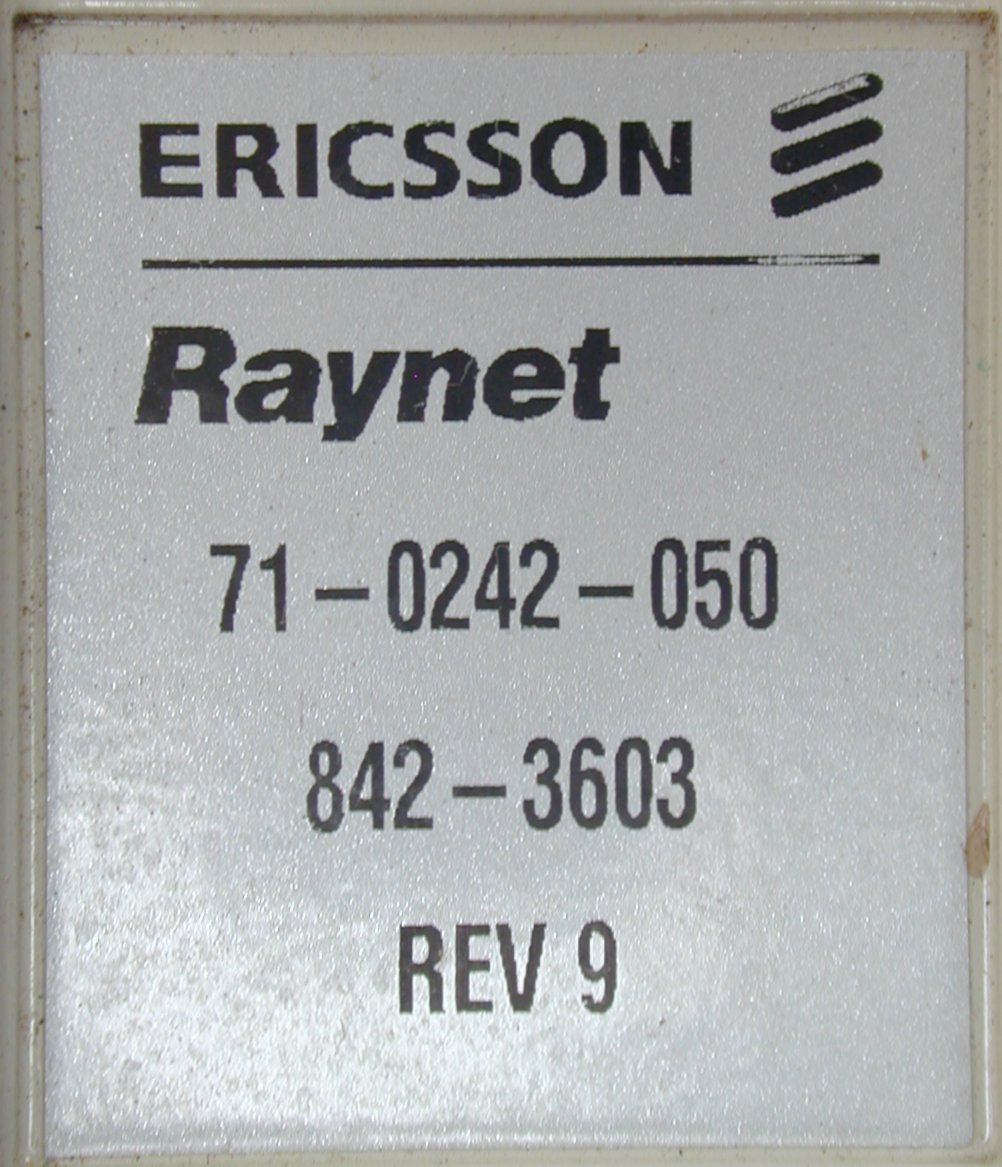 ERICSSON
Raynet
71-0242-050
842-3603
REV 9